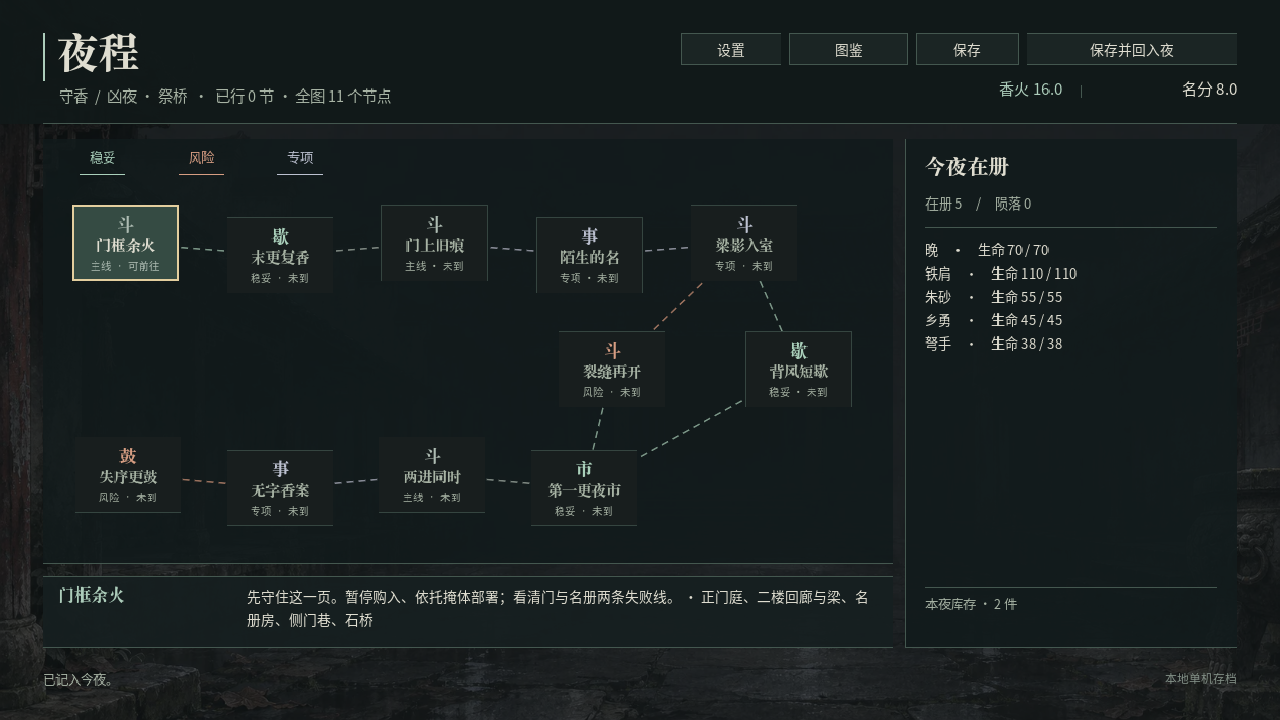 夜程
设置
图鉴
保存
保存并回入夜
守香 / 凶夜 · 祭桥 · 已行 0 节 · 全图 11 个节点
香火 16.0
名分 8.0
稳妥
风险
专项
今夜在册
在册 5 / 陨落 0
斗
门框余火
主线 · 可前往
歇
末更复香
稳妥 · 未到
斗
门上旧痕
主线 · 未到
事
陌生的名
专项 · 未到
斗
梁影入室
专项 · 未到
晚 · 生命 70 / 70
铁肩 · 生命 110 / 110
朱砂 · 生命 55 / 55
乡勇 · 生命 45 / 45
弩手 · 生命 38 / 38
斗
裂缝再开
风险 · 未到
歇
背风短歇
稳妥 · 未到
鼓
失序更鼓
风险 · 未到
事
无字香案
专项 · 未到
斗
两进同时
主线 · 未到
市
第一更夜市
稳妥 · 未到
门框余火
先守住这一页。暂停购入、依托掩体部署；看清门与名册两条失败线。 · 正门庭、二楼回廊与梁、名
册房、侧门巷、石桥
本夜库存 · 2 件
已记入今夜。
本地单机存档